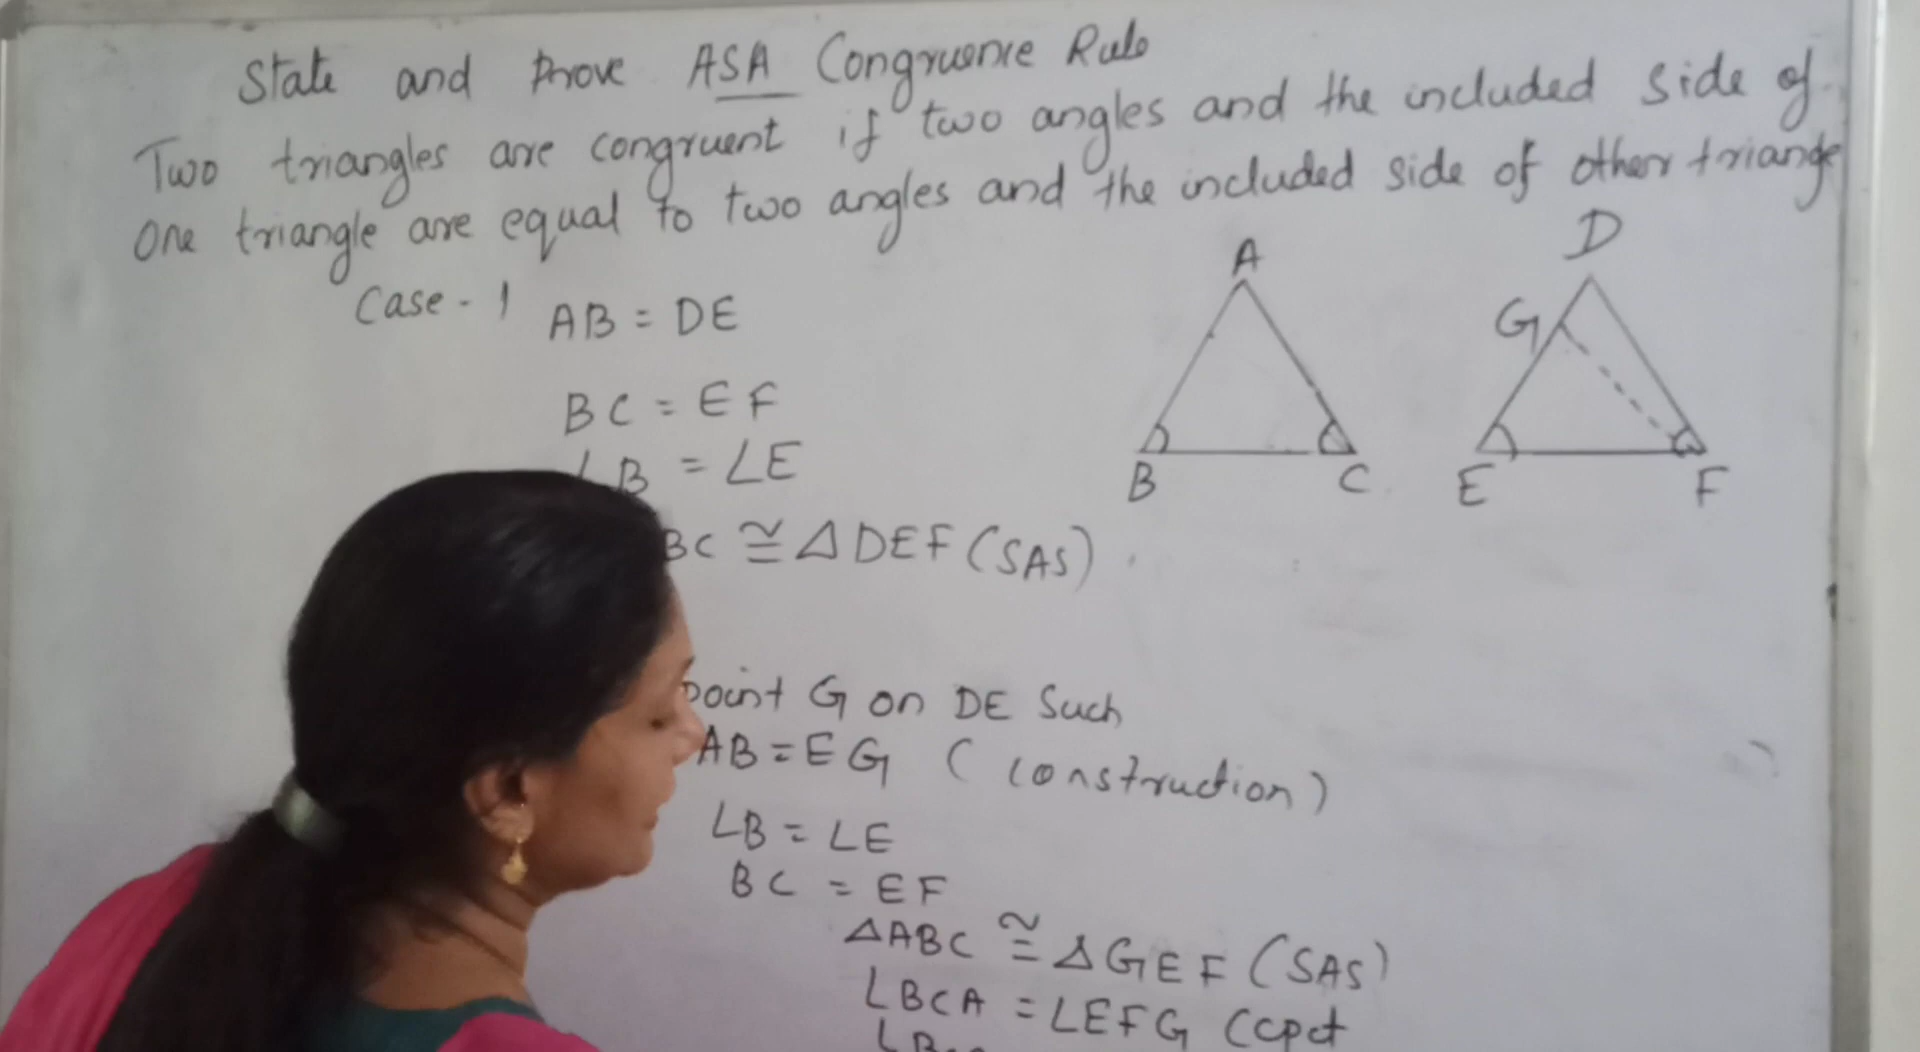 State and Prove ASA Congruence Rule
Two triangles are congruent if two angles and the included side of
One triangle are equal to two angles and the included side of other triangle
Case - 1
AB = DE
BC = EF
∠B = ∠E
BC ≅ ΔDEF (SAS)
A
B
C
D
G
E
F
point G on DE Such
AB = EG (Construction)
∠B = ∠E
BC = EF
ΔABC ≅ ΔGEF (SAS)
∠BCA = ∠EFG (cpct